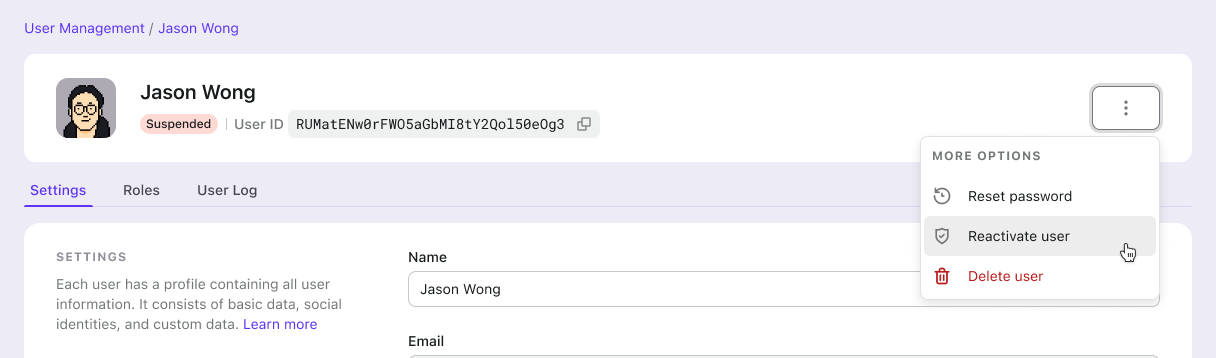 User Management / Jason Wong
Jason Wong
Suspended
User ID
RUMatENw0rFWO5aGbMI8tY2Qol50eOg3
MORE OPTIONS
Reset password
Reactivate user
Delete user
Settings
Roles
User Log
SETTINGS
Each user has a profile containing all user
information. It consists of basic data, social
identities, and custom data. Learn more
Name
Jason Wong
Email